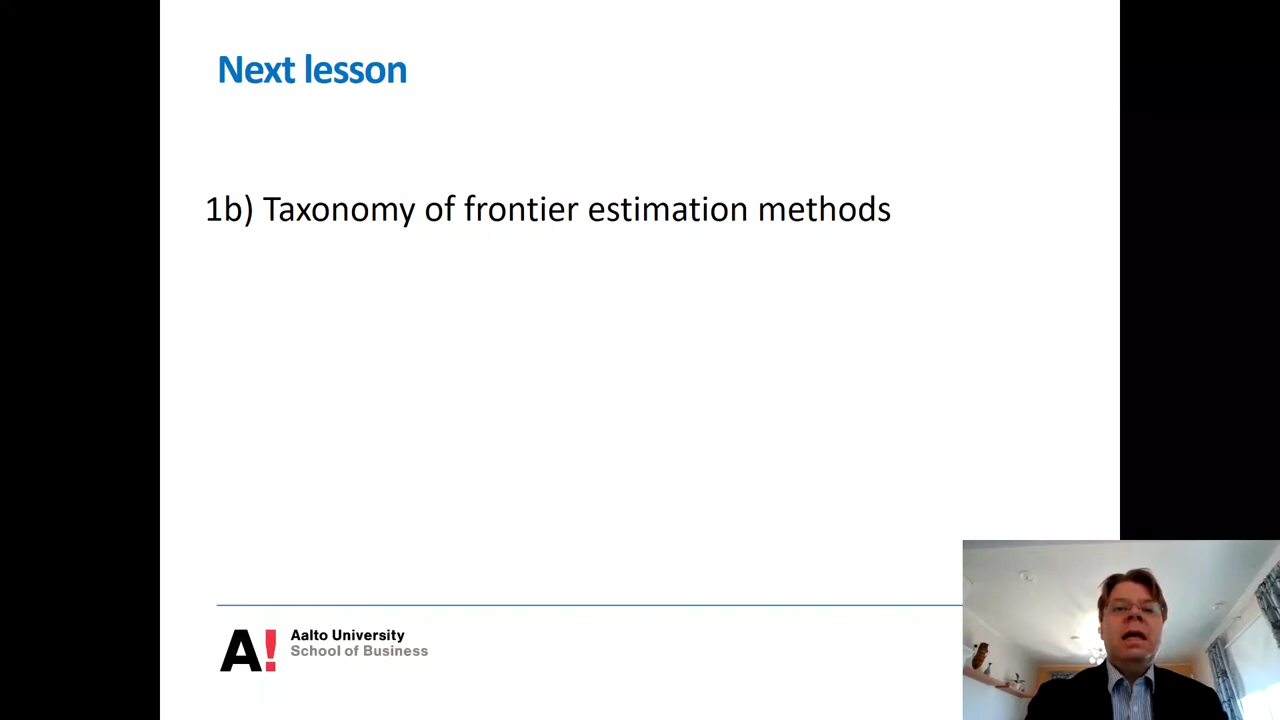 Next lesson
1b) Taxonomy of frontier estimation methods
A!
Aalto University
School of Business